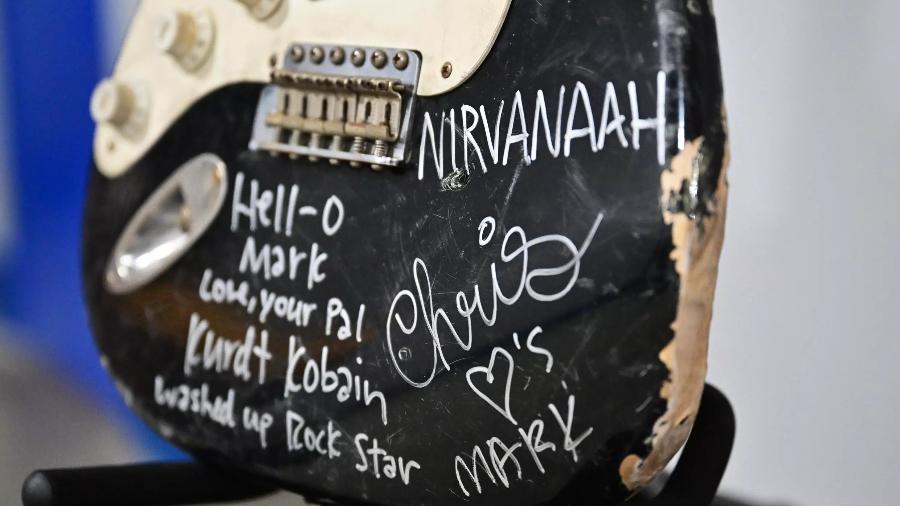 NIRVANAAH
Hell-O
Mark
Love, your Pal
Kurdt Kobain
washed up Rock Star
Chris
♡'s
MARK!